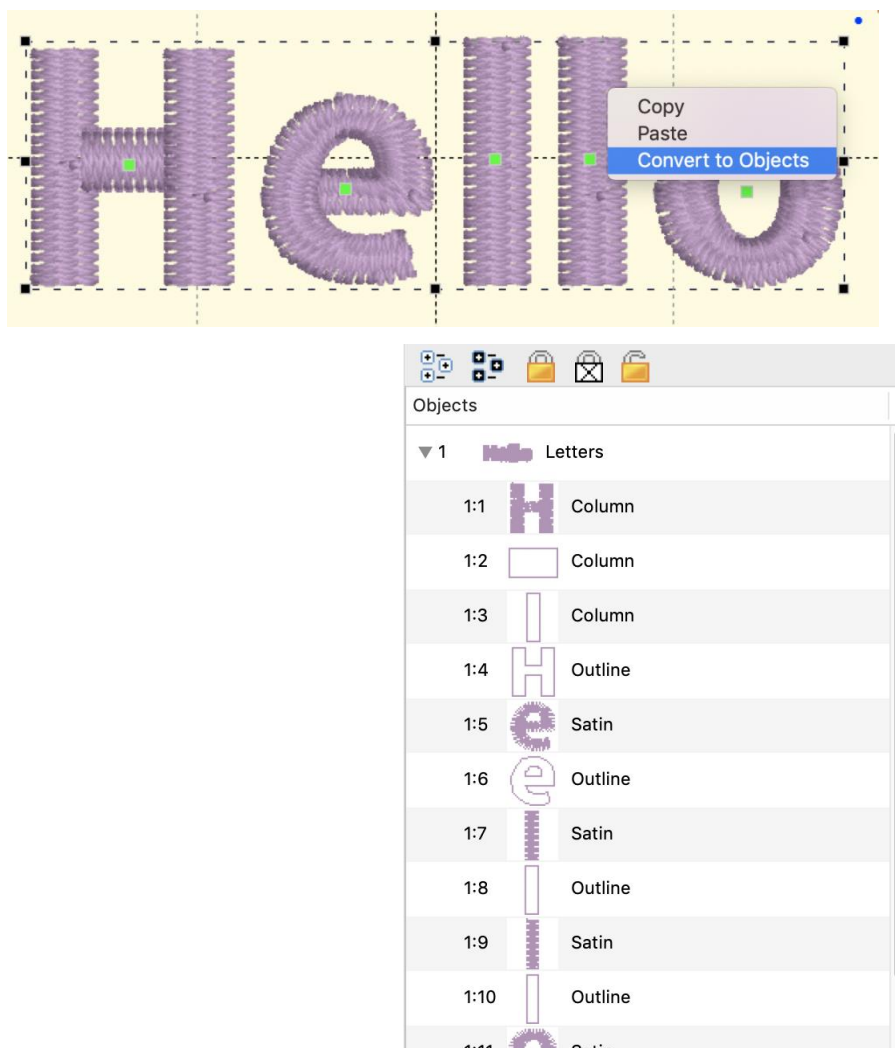 Hello
Copy
Paste
Convert to Objects
Objects
1 Hello Letters
1:1 H Column
1:2 Column
1:3 Column
1:4 H Outline
1:5 e Satin
1:6 e Outline
1:7 Satin
1:8 Outline
1:9 Satin
1:10 Outline